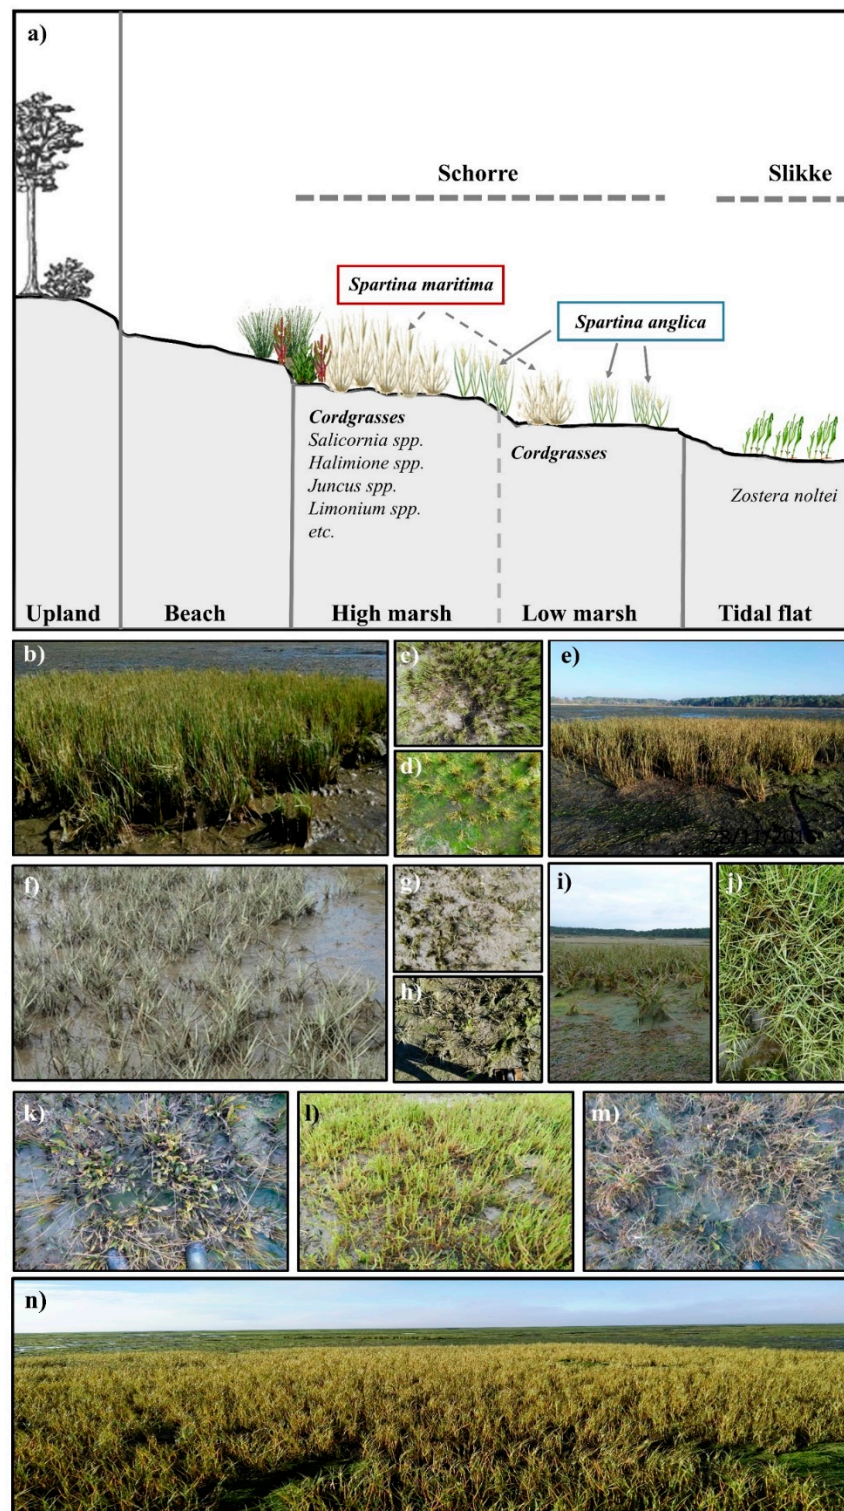 a)
Schorre
Slikke
Spartina maritima
Spartina anglica
Cordgrasses
Salicornia spp.
Halimione spp.
Juncus spp.
Limonium spp.
etc.
Cordgrasses
Zostera noltei
Upland
Beach
High marsh
Low marsh
Tidal flat
b)
c)
d)
e)
f)
g)
h)
i)
j)
k)
l)
m)
n)